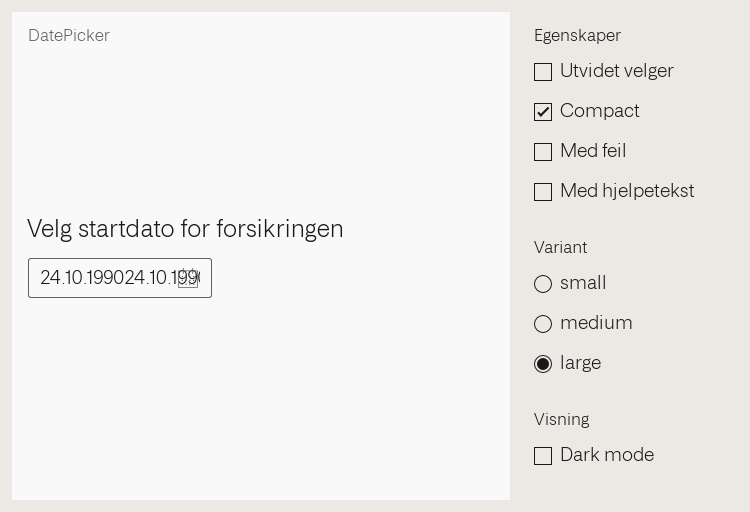 DatePicker
Velg startdato for forsikringen
24.10.199024.10.199
Egenskaper
Utvidet velger
Compact
Med feil
Med hjelpetekst
Variant
small
medium
large
Visning
Dark mode